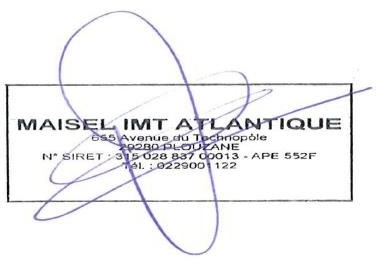 MAISEL IMT ATLANTIQUE
655 Avenue du Technopôle
29280 PLOUZANE
N° SIRET : 315 028 837 00013 - APE 552F
Tél. : 0229001122